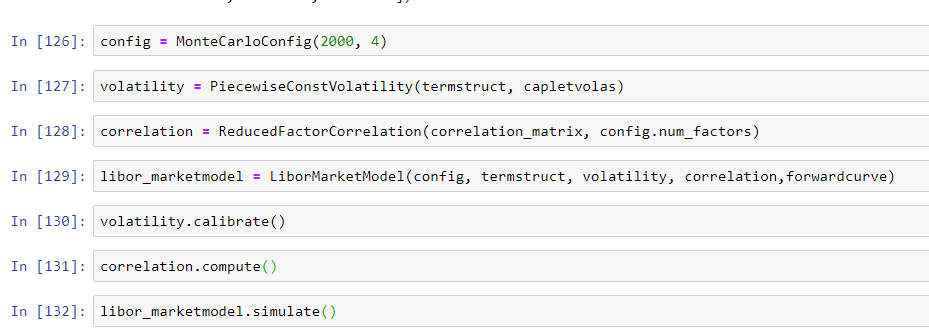 In [126]: config = MonteCarloConfig(2000, 4)
In [127]: volatility = PiecewiseConstVolatility(termstruct, capletvolas)
In [128]: correlation = ReducedFactorCorrelation(correlation_matrix, config.num_factors)
In [129]: libor_marketmodel = LiborMarketModel(config, termstruct, volatility, correlation,forwardcurve)
In [130]: volatility.calibrate()
In [131]: correlation.compute()
In [132]: libor_marketmodel.simulate()